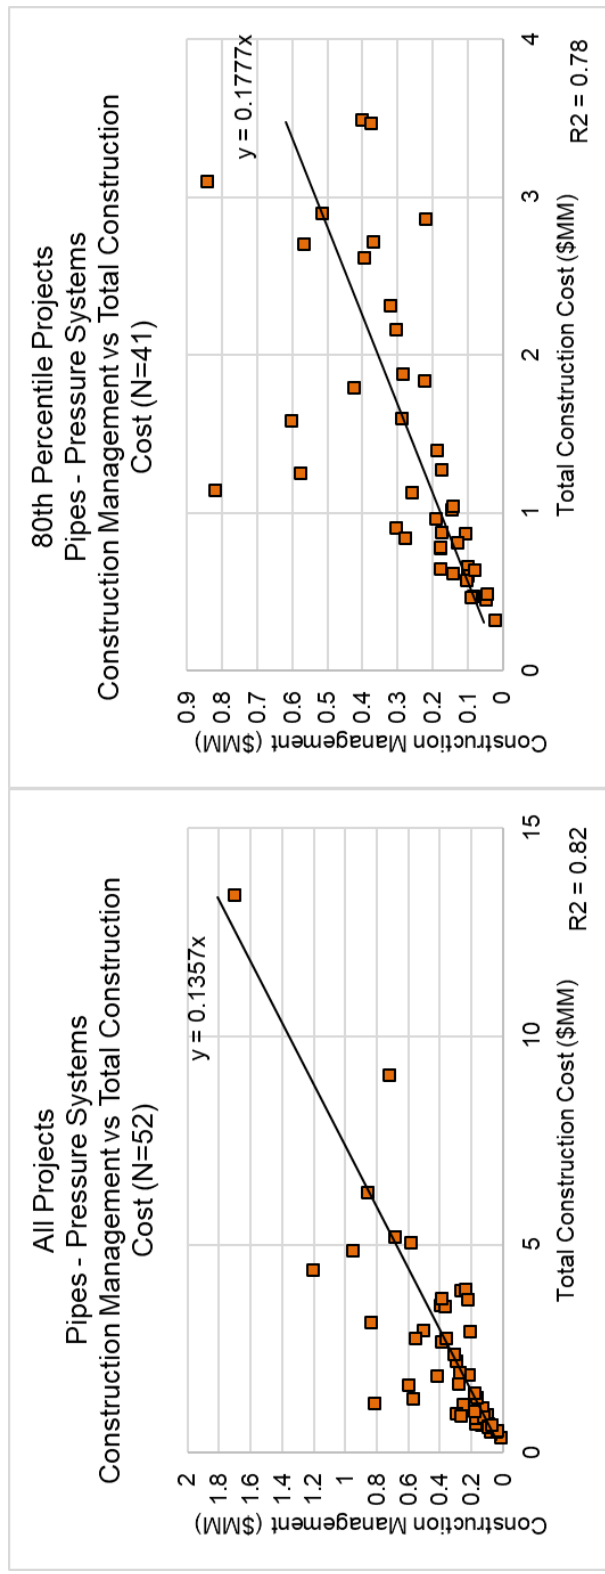 All Projects
Pipes - Pressure Systems
Construction Management vs Total Construction
Cost (N=52)
Construction Management ($MM)
2
1.8
1.6
1.4
1.2
1
0.8
0.6
0.4
0.2
0
y = 0.1357x
0
5
10
15
Total Construction Cost ($MM)
R2 = 0.82
80th Percentile Projects
Pipes - Pressure Systems
Construction Management vs Total Construction
Cost (N=41)
Construction Management ($MM)
0.9
0.8
0.7
0.6
0.5
0.4
0.3
0.2
0.1
0
y = 0.1777x
0
1
2
3
4
Total Construction Cost ($MM)
R2 = 0.78